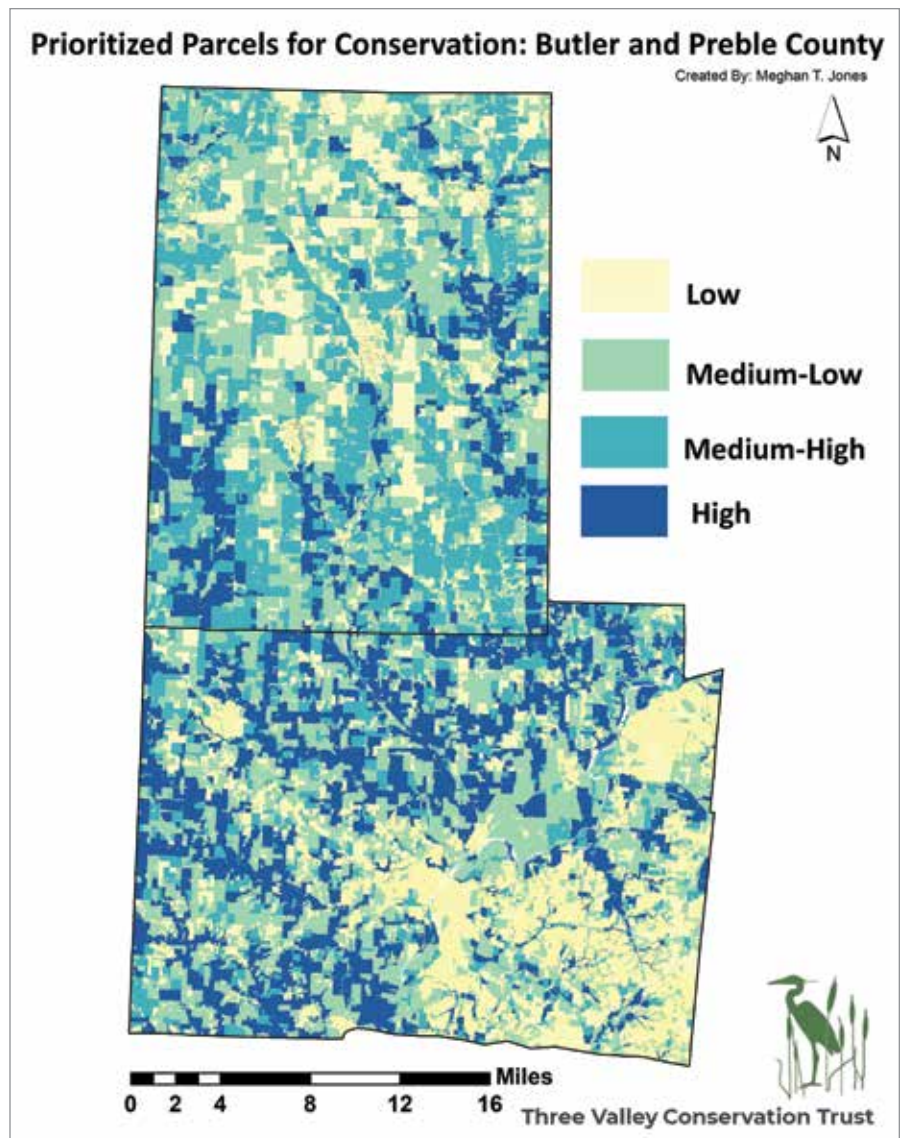 Prioritized Parcels for Conservation: Butler and Preble County
Created By: Meghan T. Jones
N
Low
Medium-Low
Medium-High
High
Miles
0 2 4 8 12 16
Three Valley Conservation Trust